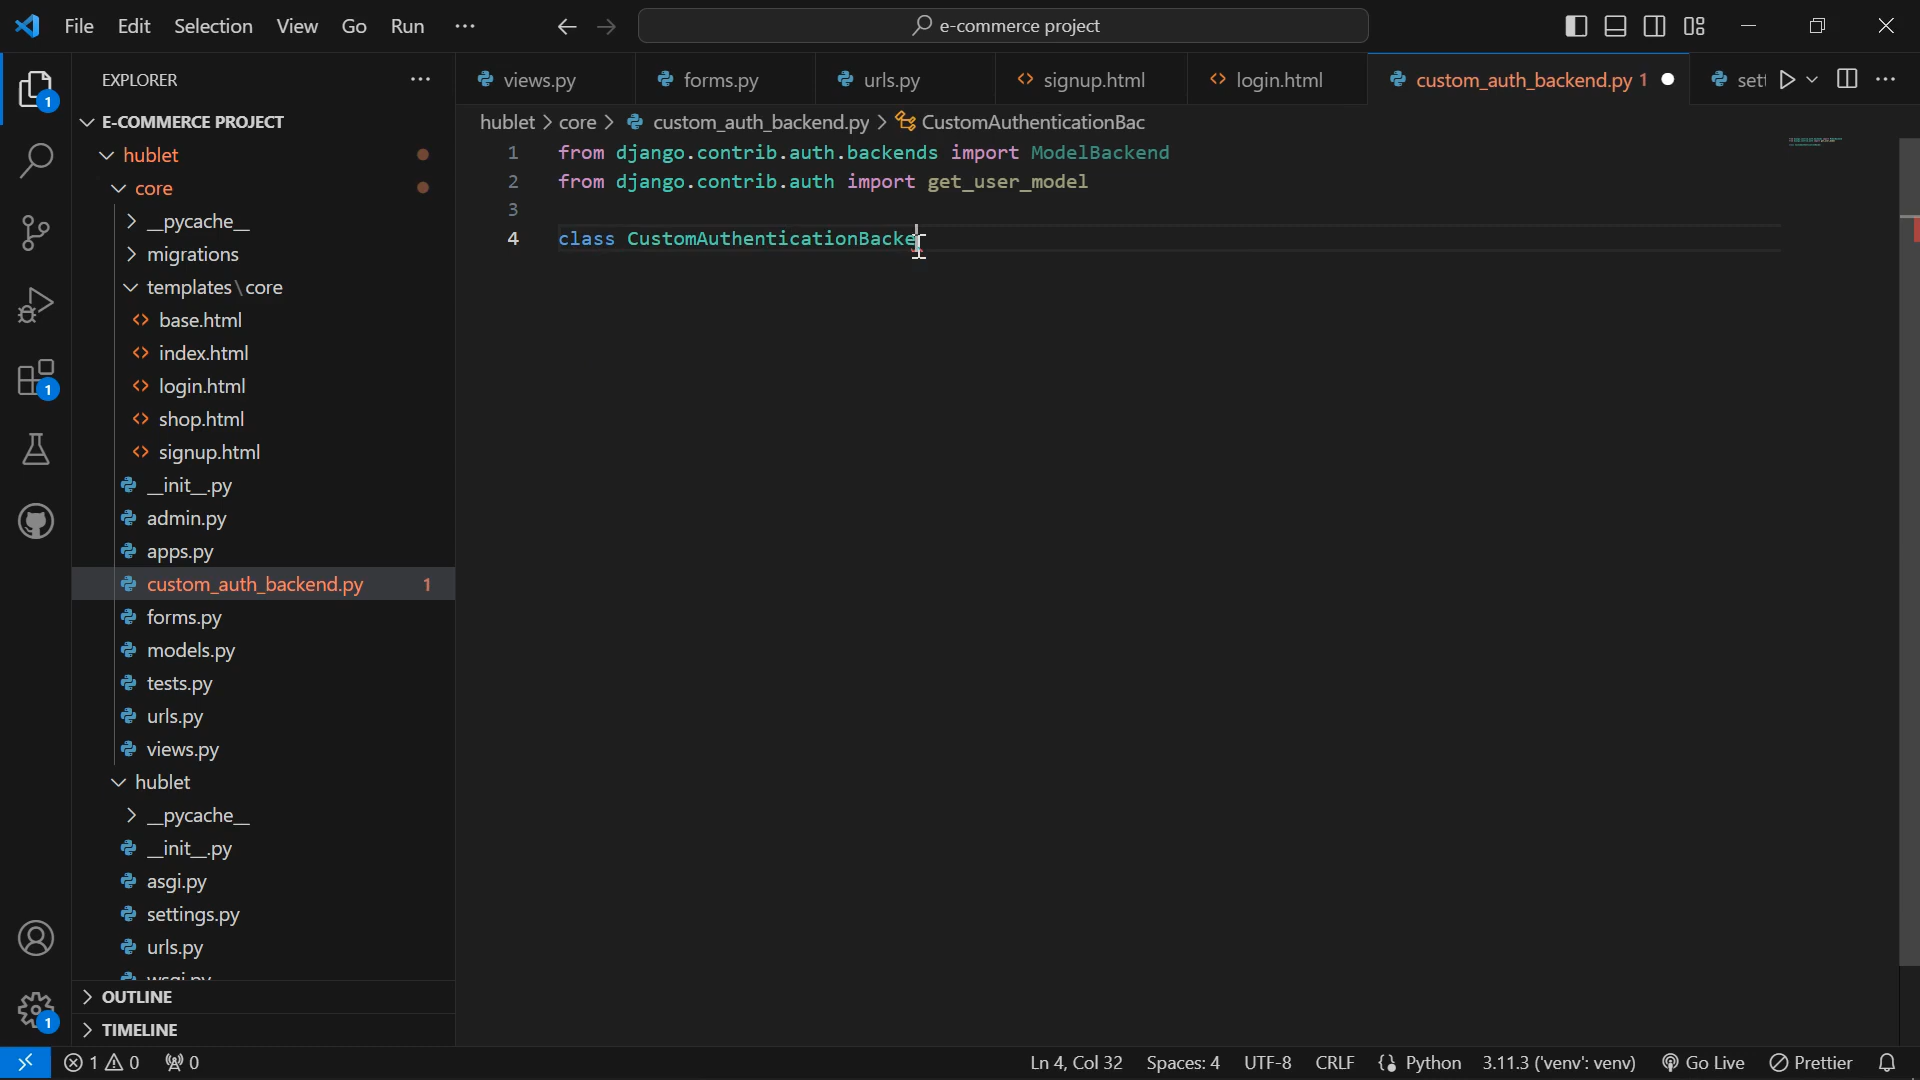 File Edit Selection View Go Run ··· e-commerce project
EXPLORER ···
views.py forms.py urls.py signup.html login.html custom_auth_backend.py 1 sett
E-COMMERCE PROJECT
hublet > core > custom_auth_backend.py > CustomAuthenticationBac
hublet
core
__pycache__
migrations
templates\core
base.html
index.html
login.html
shop.html
signup.html
__init__.py
admin.py
apps.py
custom_auth_backend.py 1
forms.py
models.py
tests.py
urls.py
views.py
hublet
__pycache__
__init__.py
asgi.py
settings.py
urls.py
wsgi.py
OUTLINE
TIMELINE
1
1
1
1 from django.contrib.auth.backends import ModelBackend
2 from django.contrib.auth import get_user_model
3
4 class CustomAuthenticationBacke
1 0 0 Ln 4, Col 32 Spaces: 4 UTF-8 CRLF Python 3.11.3 ('venv': venv) Go Live Prettier